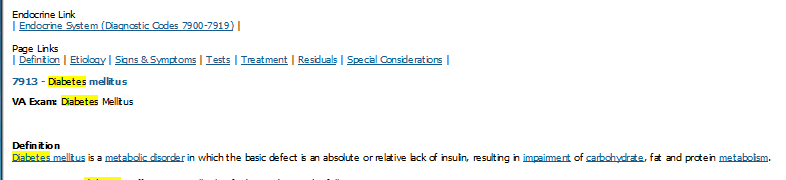 Endocrine Link
| Endocrine System (Diagnostic Codes 7900-7919) |
Page Links
| Definition | Etiology | Signs & Symptoms | Tests | Treatment | Residuals | Special Considerations |
7913 - Diabetes mellitus
VA Exam: Diabetes Mellitus
Definition
Diabetes mellitus is a metabolic disorder in which the basic defect is an absolute or relative lack of insulin, resulting in impairment of carbohydrate, fat and protein metabolism.